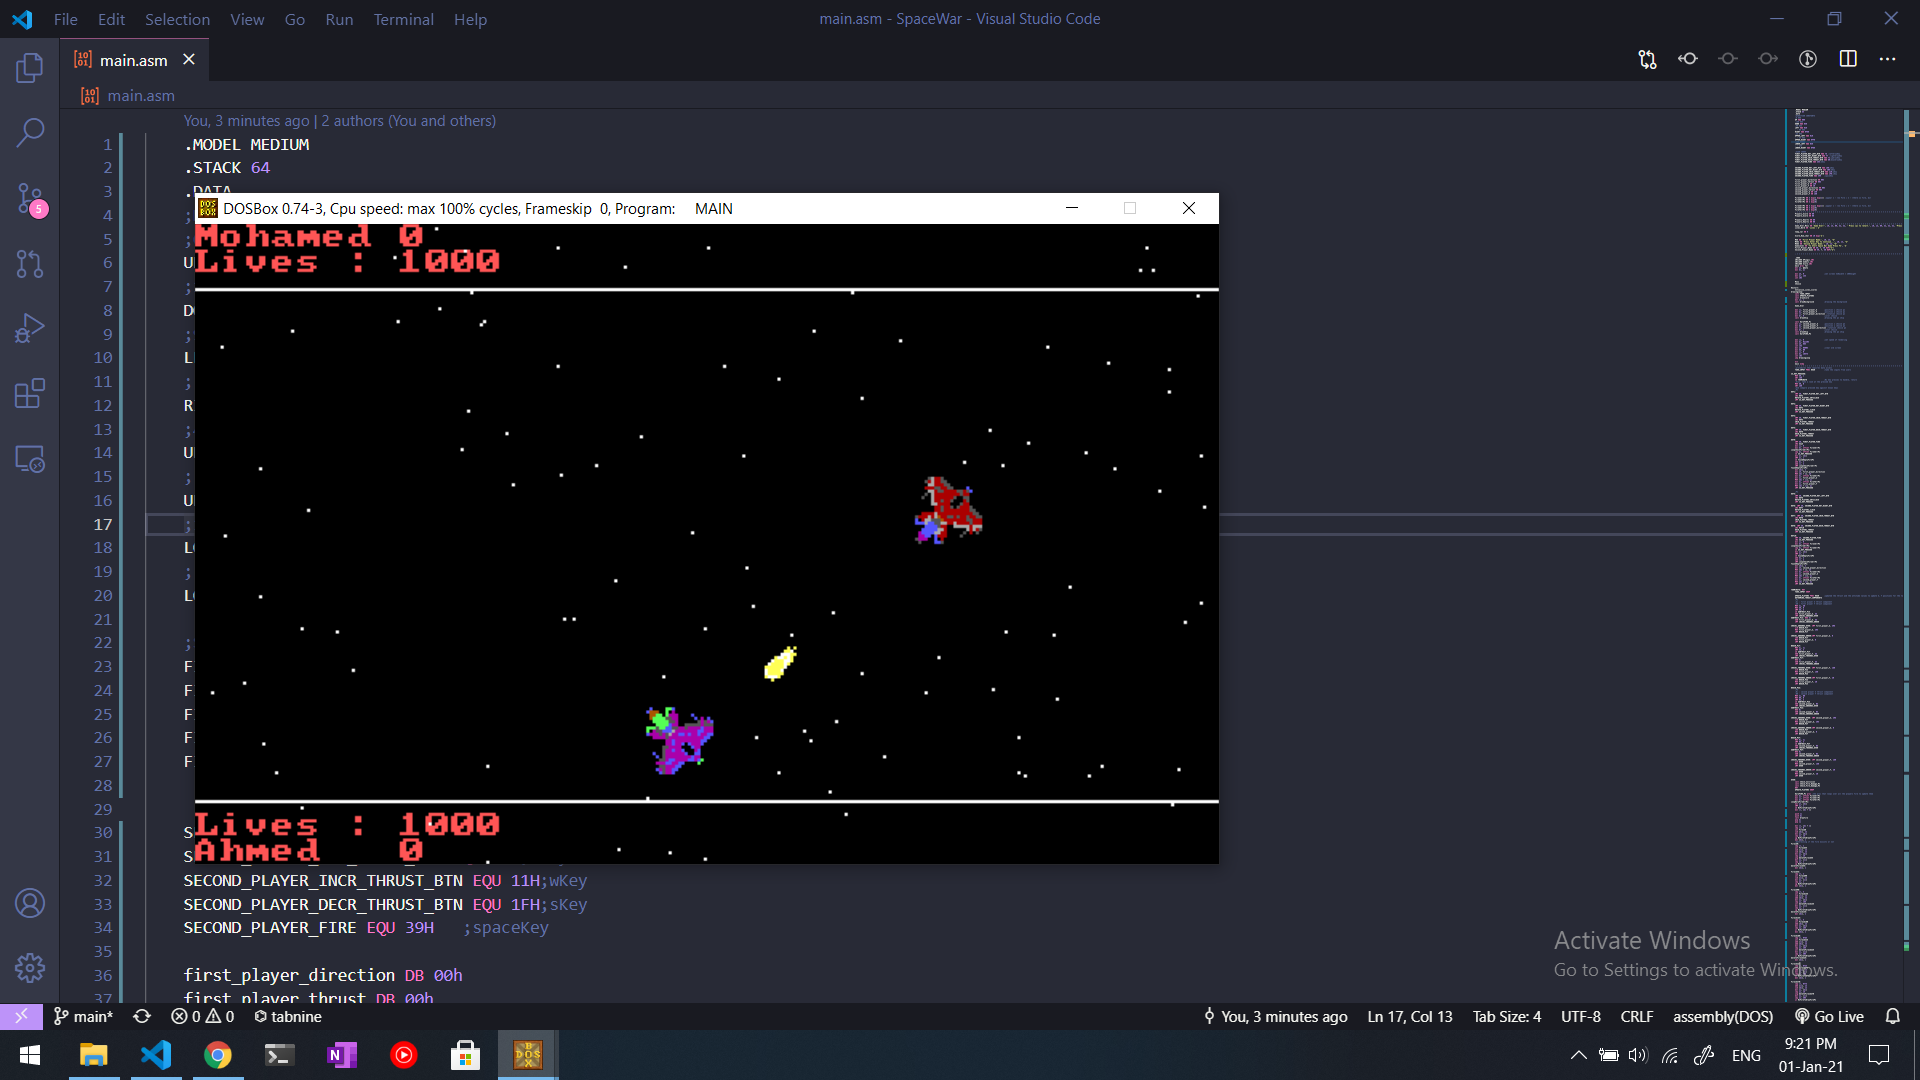 File Edit Selection View Go Run Terminal Help
main.asm - SpaceWar - Visual Studio Code
main.asm
main.asm
You, 3 minutes ago | 2 authors (You and others)
1 .MODEL MEDIUM
2 .STACK 64
3 .DATA
DOSBox 0.74-3, Cpu speed: max 100% cycles, Frameskip 0, Program: MAIN
4 ;
Mohamed 0
5 ;
Lives : 1000
6 U
7 ;
8 D
9 ;
10 L
11 ;
12 R
13 ;
14 U
15 ;
16 U
17 ;
18 L
19 ;
20 L
21
22 ;
23 F
24 F
25 F
26 F
27 F
28
29
Lives : 1000
30 S
Ahmed 0
31 S
32 SECOND_PLAYER_INCR_THRUST_BTN EQU 11H;wKey
33 SECOND_PLAYER_DECR_THRUST_BTN EQU 1FH;sKey
34 SECOND_PLAYER_FIRE EQU 39H ;spaceKey
35
36 first_player_direction DB 00h
37 first_player_thrust DB 00h
5
Activate Windows
Go to Settings to activate Windows.
main* 0 0 tabnine
You, 3 minutes ago Ln 17, Col 13 Tab Size: 4 UTF-8 CRLF assembly(DOS) Go Live
ENG
9:21 PM
01-Jan-21